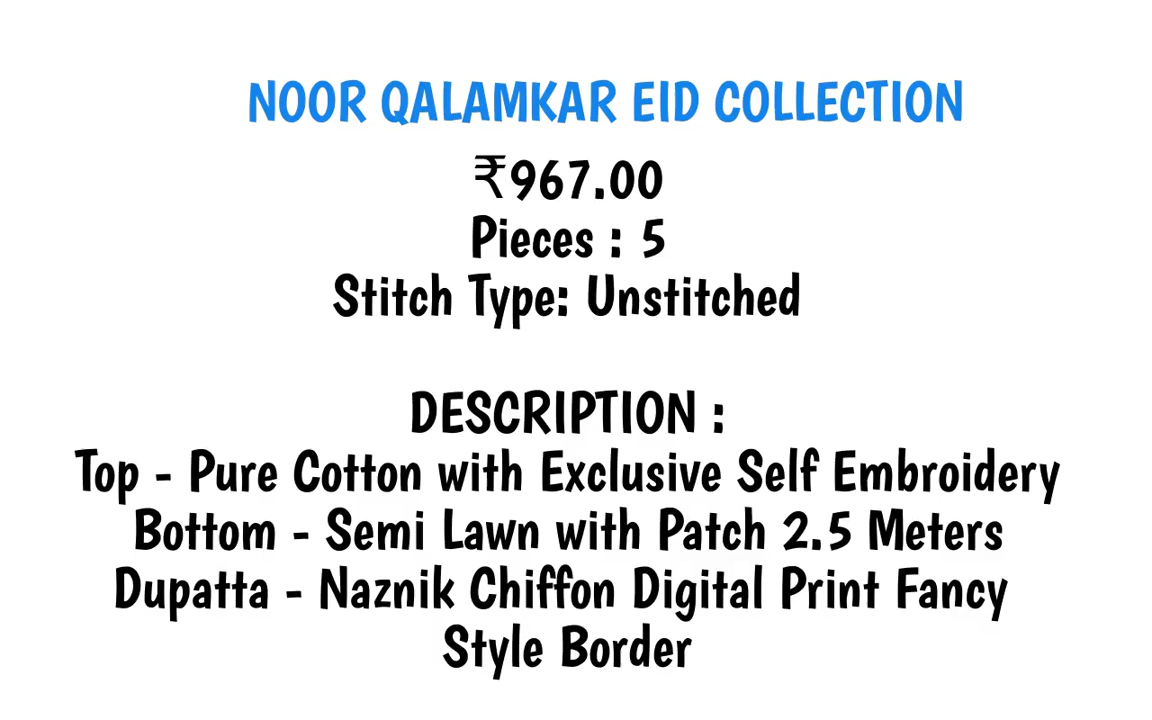 NOOR QALAMKAR EID COLLECTION
₹967.00
Pieces : 5
Stitch Type: Unstitched
DESCRIPTION :
Top - Pure Cotton with Exclusive Self Embroidery
Bottom - Semi Lawn with Patch 2.5 Meters
Dupatta - Naznik Chiffon Digital Print Fancy
Style Border